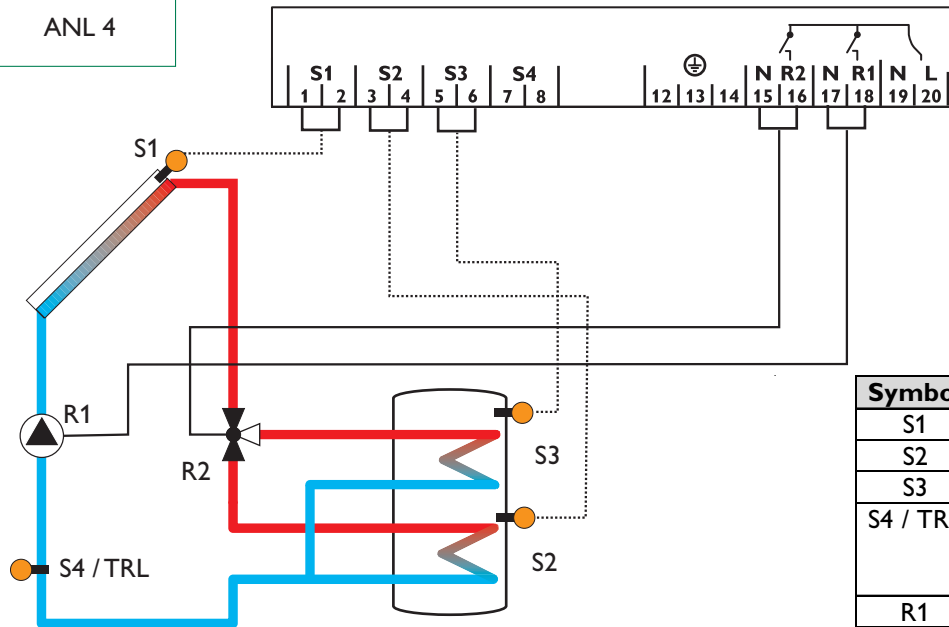 ANL 4
S1 S2 S3 S4 N R2 N R1 N L
1 2 3 4 5 6 7 8 12 13 14 15 16 17 18 19 20
S1
R1
R2
S3
S2
S4 / TRL
Symbo
S1
S2
S3
S4 / TR
R1